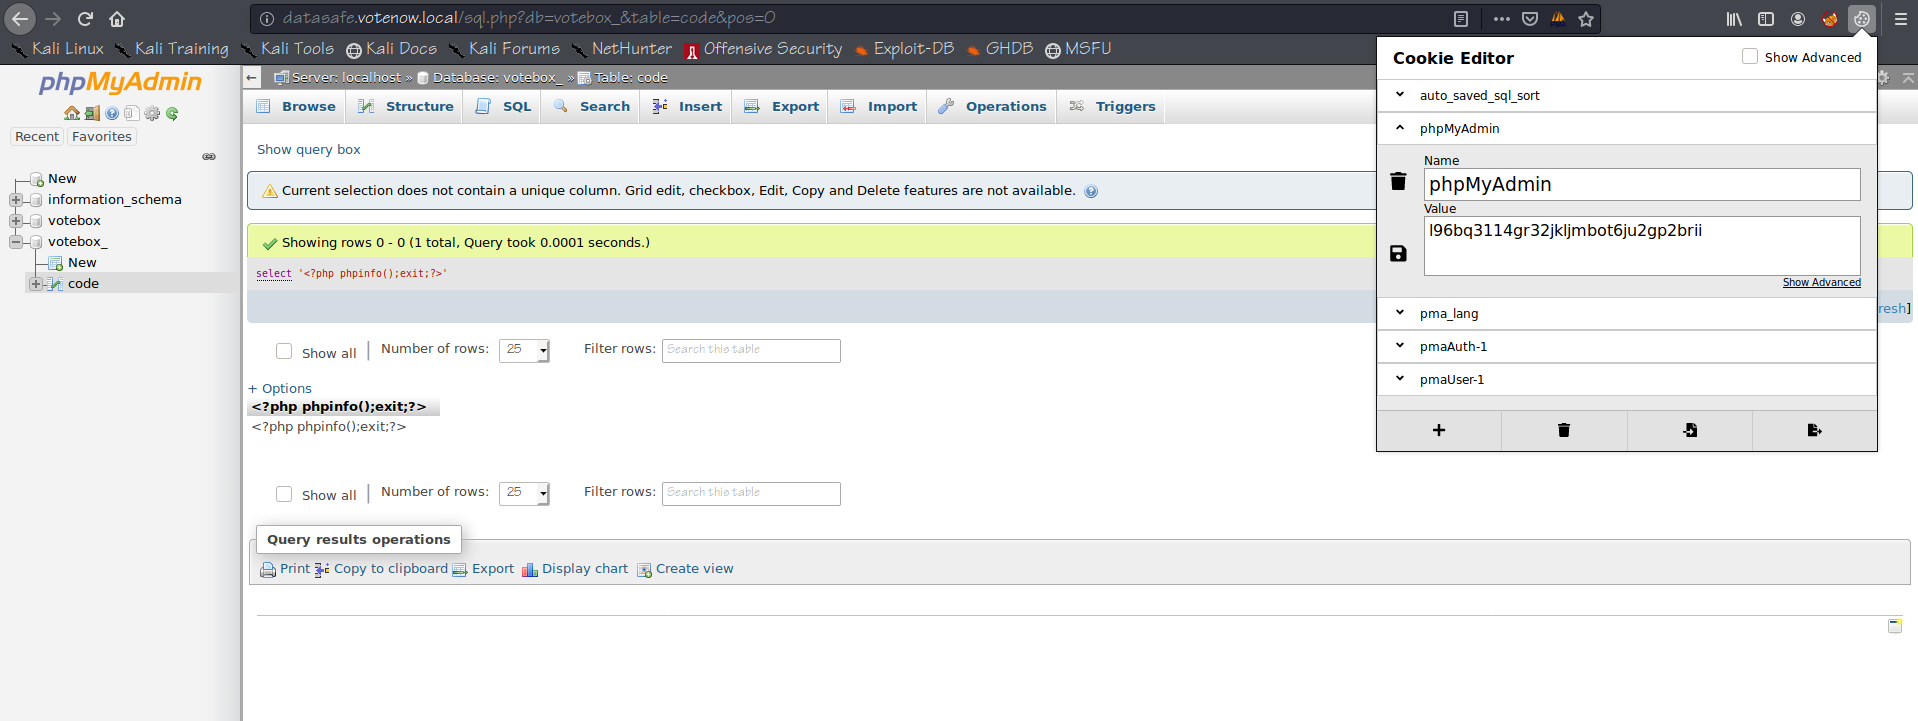 datasafe.votenow.local/sql.php?db=votebox_&table=code&pos=0
Kali Linux Kali Training Kali Tools Kali Docs Kali Forums NetHunter Offensive Security Exploit-DB GHDB MSFU
phpMyAdmin
Recent Favorites
New
information_schema
votebox
votebox_
New
code
Server: localhost » Database: votebox_ » Table: code
Browse Structure SQL Search Insert Export Import Operations Triggers
Show query box
Current selection does not contain a unique column. Grid edit, checkbox, Edit, Copy and Delete features are not available.
Showing rows 0 - 0 (1 total, Query took 0.0001 seconds.)
select '<?php phpinfo();exit;?>'
resh]
Show all | Number of rows: 25 Filter rows: Search this table
+ Options
<?php phpinfo();exit;?>
<?php phpinfo();exit;?>
Show all | Number of rows: 25 Filter rows: Search this table
Query results operations
Print Copy to clipboard Export Display chart Create view
Cookie Editor Show Advanced
auto_saved_sql_sort
phpMyAdmin
Name
phpMyAdmin
Value
l96bq3114gr32jkljmbot6ju2gp2brii
Show Advanced
pma_lang
pmaAuth-1
pmaUser-1